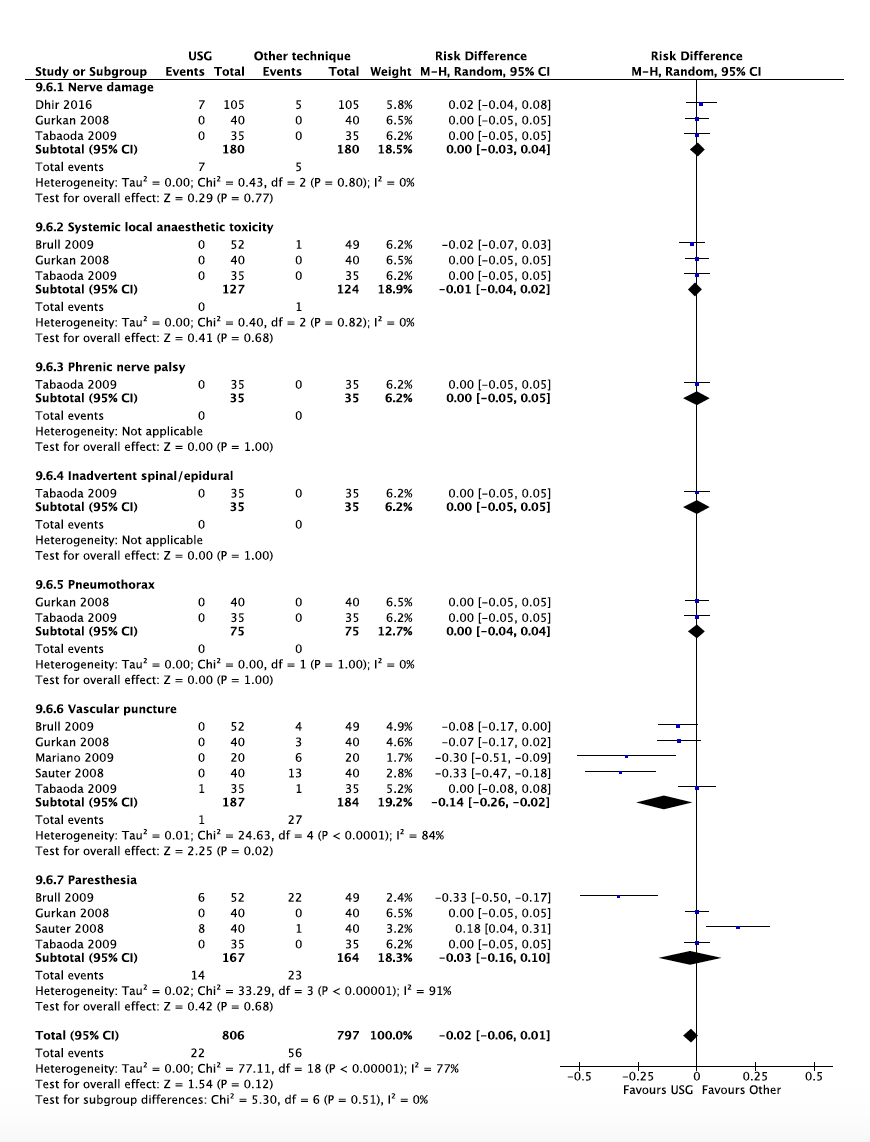 USG Other technique Risk Difference Risk Difference
Study or Subgroup Events Total Events Total Weight M-H, Random, 95% CI M-H, Random, 95% CI
9.6.1 Nerve damage
Dhir 2016 7 105 5 105 5.8% 0.02 [-0.04, 0.08]
Gurkan 2008 0 40 0 40 6.5% 0.00 [-0.05, 0.05]
Tabaoda 2009 0 35 0 35 6.2% 0.00 [-0.05, 0.05]
Subtotal (95% CI) 180 180 18.5% 0.00 [-0.03, 0.04]
Total events 7 5
Heterogeneity: Tau² = 0.00; Chi² = 0.43, df = 2 (P = 0.80); I² = 0%
Test for overall effect: Z = 0.29 (P = 0.77)
9.6.2 Systemic local anaesthetic toxicity
Brull 2009 0 52 1 49 6.2% -0.02 [-0.07, 0.03]
Gurkan 2008 0 40 0 40 6.5% 0.00 [-0.05, 0.05]
Tabaoda 2009 0 35 0 35 6.2% 0.00 [-0.05, 0.05]
Subtotal (95% CI) 127 124 18.9% -0.01 [-0.04, 0.02]
Total events 0 1
Heterogeneity: Tau² = 0.00; Chi² = 0.40, df = 2 (P = 0.82); I² = 0%
Test for overall effect: Z = 0.41 (P = 0.68)
9.6.3 Phrenic nerve palsy
Tabaoda 2009 0 35 0 35 6.2% 0.00 [-0.05, 0.05]
Subtotal (95% CI) 35 35 6.2% 0.00 [-0.05, 0.05]
Total events 0 0
Heterogeneity: Not applicable
Test for overall effect: Z = 0.00 (P = 1.00)
9.6.4 Inadvertent spinal/epidural
Tabaoda 2009 0 35 0 35 6.2% 0.00 [-0.05, 0.05]
Subtotal (95% CI) 35 35 6.2% 0.00 [-0.05, 0.05]
Total events 0 0
Heterogeneity: Not applicable
Test for overall effect: Z = 0.00 (P = 1.00)
9.6.5 Pneumothorax
Gurkan 2008 0 40 0 40 6.5% 0.00 [-0.05, 0.05]
Tabaoda 2009 0 35 0 35 6.2% 0.00 [-0.05, 0.05]
Subtotal (95% CI) 75 75 12.7% 0.00 [-0.04, 0.04]
Total events 0 0
Heterogeneity: Tau² = 0.00; Chi² = 0.00, df = 1 (P = 1.00); I² = 0%
Test for overall effect: Z = 0.00 (P = 1.00)
9.6.6 Vascular puncture
Brull 2009 0 52 4 49 4.9% -0.08 [-0.17, 0.00]
Gurkan 2008 0 40 3 40 4.6% -0.07 [-0.17, 0.02]
Mariano 2009 0 20 6 20 1.7% -0.30 [-0.51, -0.09]
Sauter 2008 0 40 13 40 2.8% -0.33 [-0.47, -0.18]
Tabaoda 2009 1 35 1 35 5.2% 0.00 [-0.08, 0.08]
Subtotal (95% CI) 187 184 19.2% -0.14 [-0.26, -0.02]
Total events 1 27
Heterogeneity: Tau² = 0.01; Chi² = 24.63, df = 4 (P < 0.0001); I² = 84%
Test for overall effect: Z = 2.25 (P = 0.02)
9.6.7 Paresthesia
Brull 2009 6 52 22 49 2.4% -0.33 [-0.50, -0.17]
Gurkan 2008 0 40 0 40 6.5% 0.00 [-0.05, 0.05]
Sauter 2008 8 40 1 40 3.2% 0.18 [0.04, 0.31]
Tabaoda 2009 0 35 0 35 6.2% 0.00 [-0.05, 0.05]
Subtotal (95% CI) 167 164 18.3% -0.03 [-0.16, 0.10]
Total events 14 23
Heterogeneity: Tau² = 0.02; Chi² = 33.29, df = 3 (P < 0.00001); I² = 91%
Test for overall effect: Z = 0.42 (P = 0.68)
Total (95% CI) 806 797 100.0% -0.02 [-0.06, 0.01]
Total events 22 56
Heterogeneity: Tau² = 0.00; Chi² = 77.11, df = 18 (P < 0.00001); I² = 77%
Test for overall effect: Z = 1.54 (P = 0.12)
Test for subgroup differences: Chi² = 5.30, df = 6 (P = 0.51), I² = 0%
-0.5 -0.25 0 0.25 0.5
Favours USG Favours Other